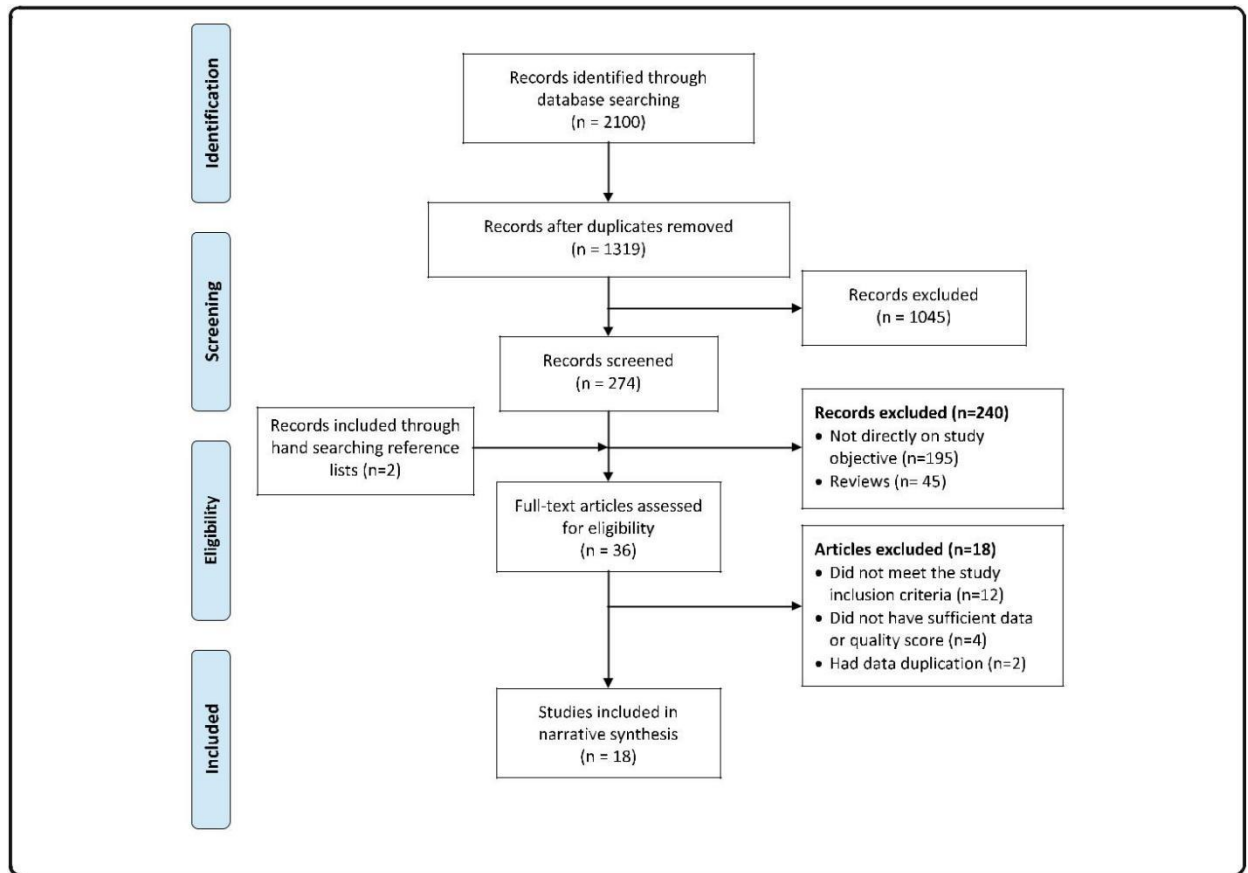 Identification
Records identified through
database searching
(n = 2100)
Records after duplicates removed
(n = 1319)
Screening
Records excluded
(n = 1045)
Records screened
(n = 274)
Records included through
hand searching reference
lists (n=2)
Records excluded (n=240)
• Not directly on study
objective (n=195)
• Reviews (n= 45)
Eligibility
Full-text articles assessed
for eligibility
(n = 36)
Articles excluded (n=18)
• Did not meet the study
inclusion criteria (n=12)
• Did not have sufficient data
or quality score (n=4)
• Had data duplication (n=2)
Included
Studies included in
narrative synthesis
(n = 18)